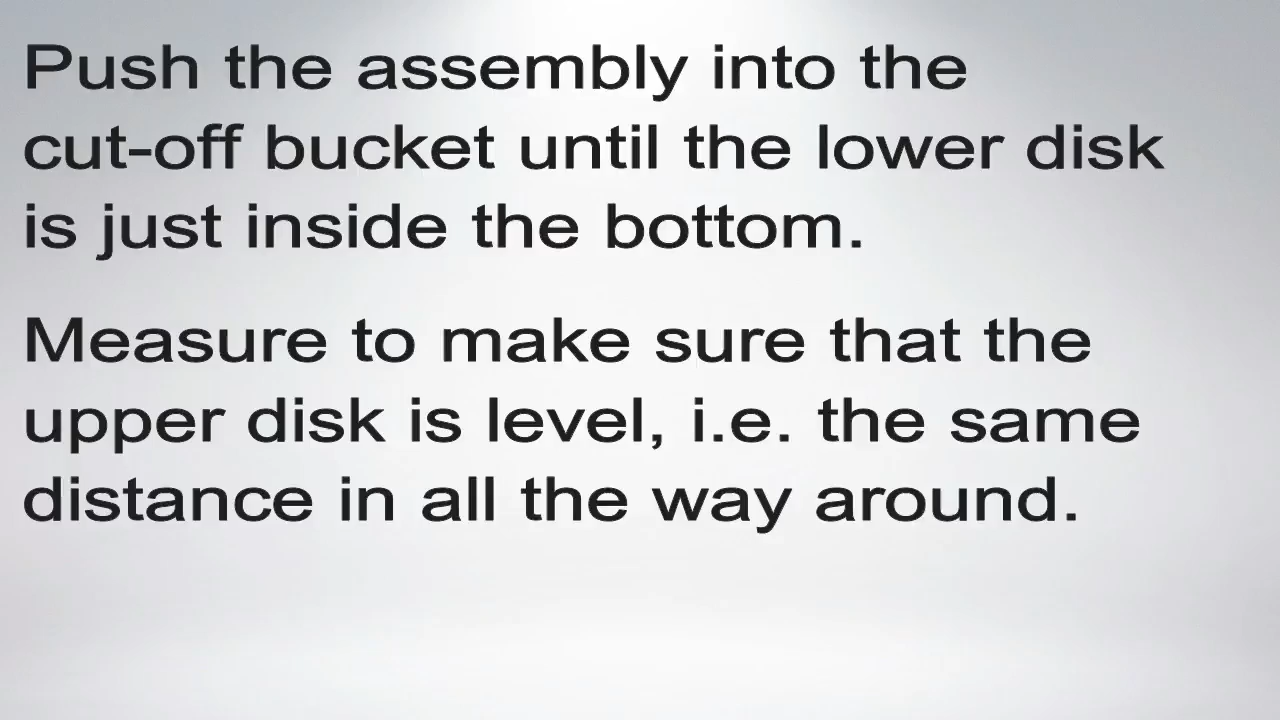 Push the assembly into the
cut-off bucket until the lower disk
is just inside the bottom.
Measure to make sure that the
upper disk is level, i.e. the same
distance in all the way around.